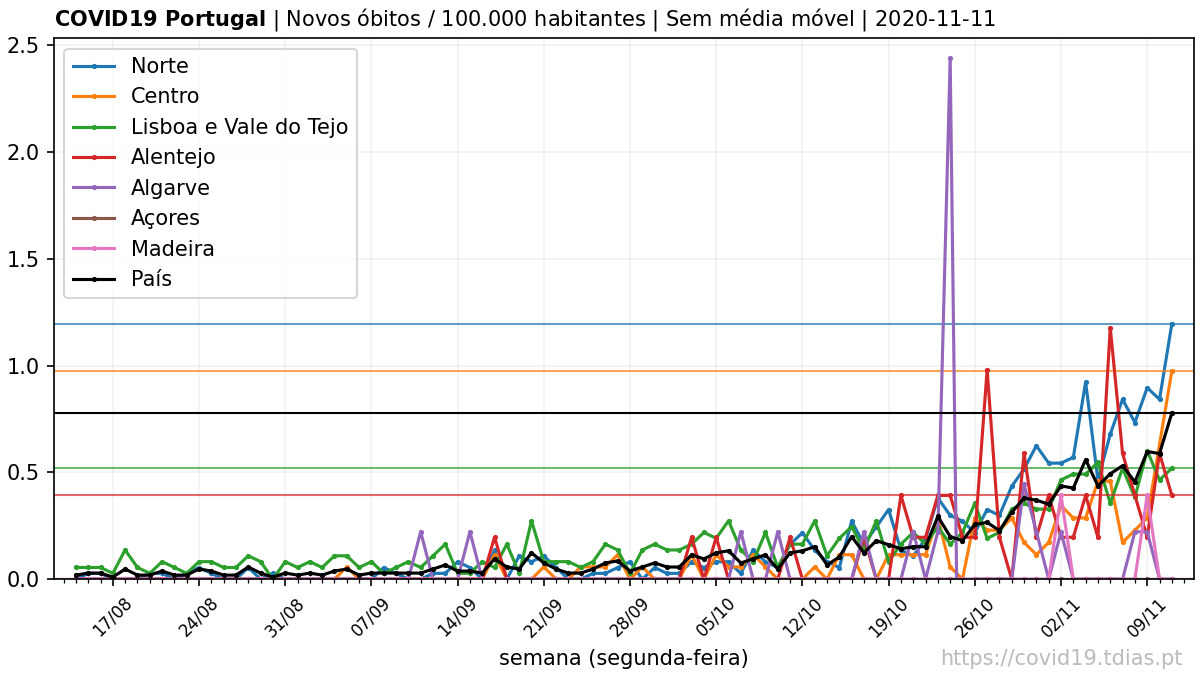 COVID19 Portugal | Novos óbitos / 100.000 habitantes | Sem média móvel | 2020-11-11
2.5
2.0
1.5
1.0
0.5
0.0
Norte
Centro
Lisboa e Vale do Tejo
Alentejo
Algarve
Açores
Madeira
País
17/08 24/08 31/08 07/09 14/09 21/09 28/09 05/10 12/10 19/10 26/10 02/11 09/11
semana (segunda-feira)
https://covid19.tdias.pt